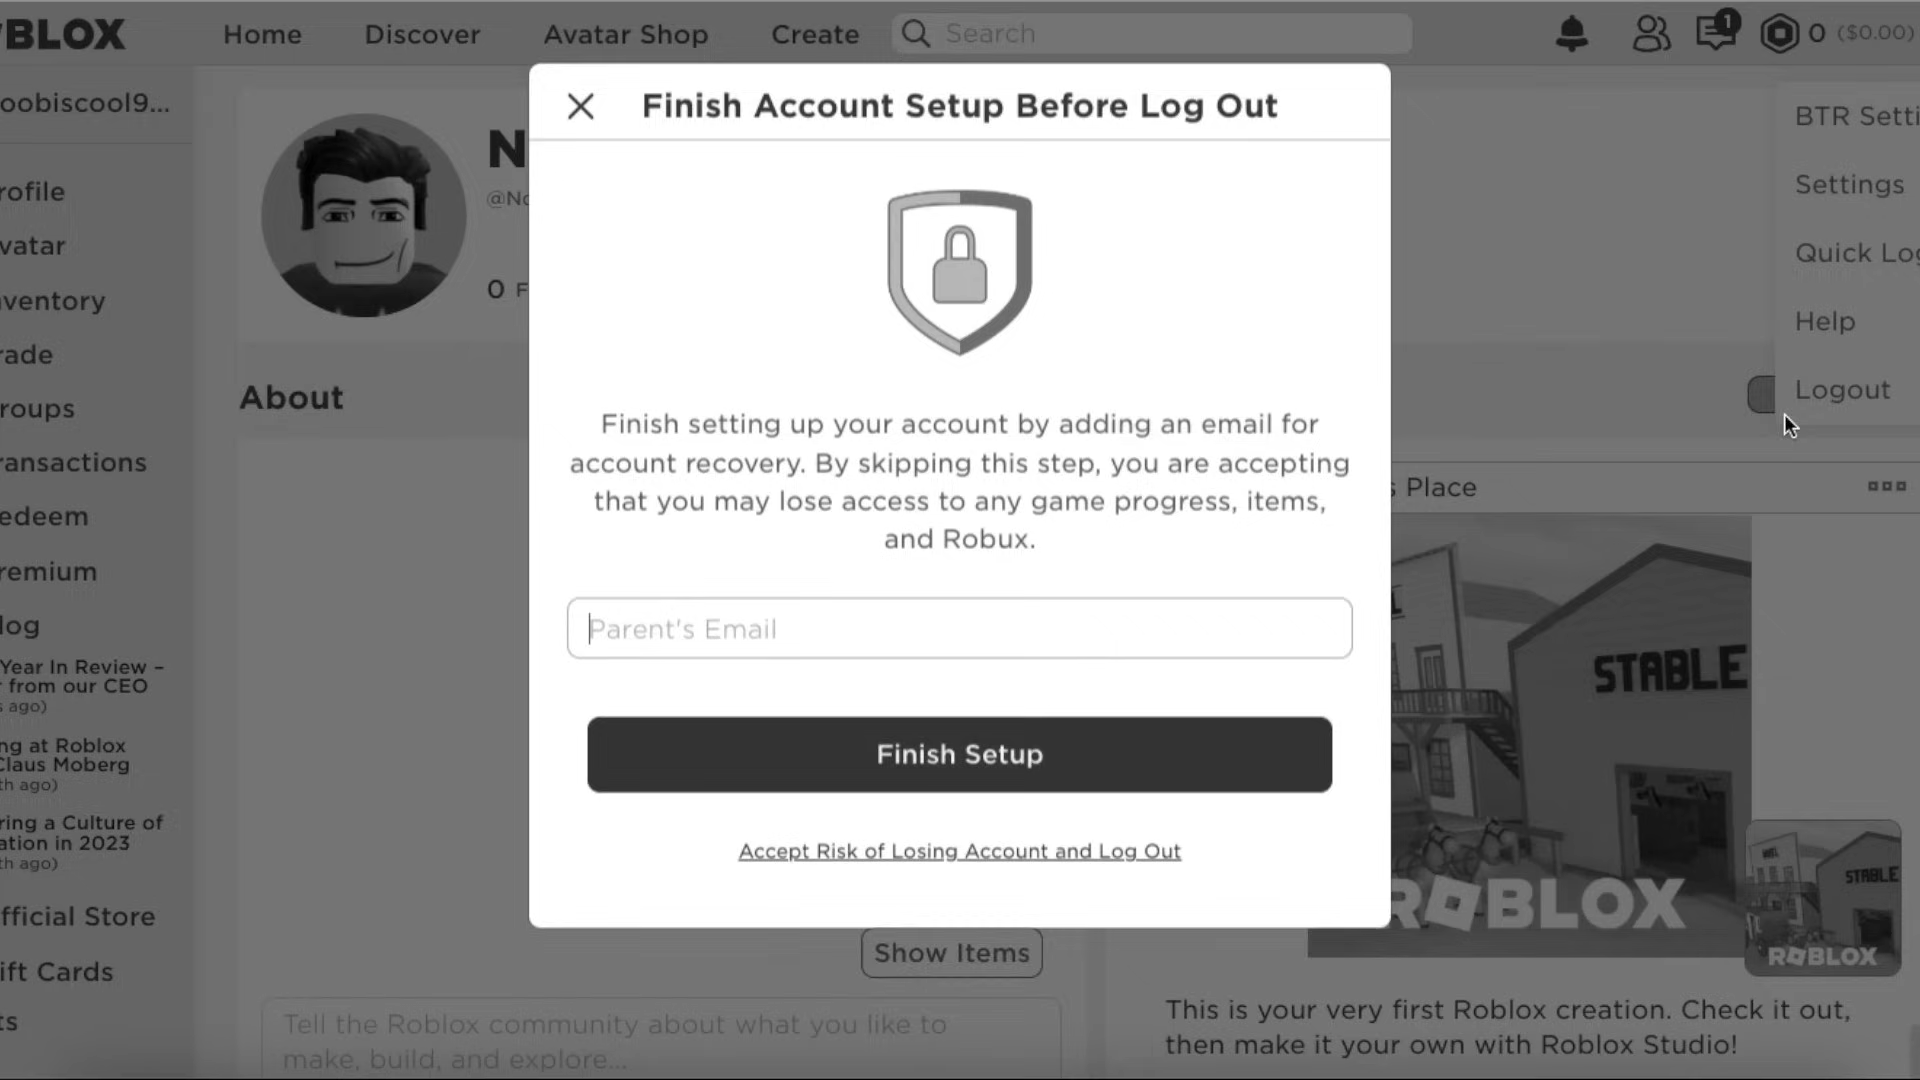 BLOX
Home
Discover
Avatar Shop
Create
Search
1
0 ($0.00)
oobiscool9...
rofile
vatar
nventory
rade
roups
ransactions
edeem
remium
log
Year In Review –
r from our CEO
s ago)
ng at Roblox
Claus Moberg
th ago)
ring a Culture of
ation in 2023
th ago)
fficial Store
ift Cards
ts
N
@No
0 F
About
Finish Account Setup Before Log Out
Finish setting up your account by adding an email for
account recovery. By skipping this step, you are accepting
that you may lose access to any game progress, items,
and Robux.
Parent's Email
Finish Setup
Accept Risk of Losing Account and Log Out
Show Items
Tell the Roblox community about what you like to
make, build, and explore...
BTR Setti
Settings
Quick Log
Help
Logout
s Place
STABLE
ROBLOX
STABLE
ROBLOX
This is your very first Roblox creation. Check it out,
then make it your own with Roblox Studio!